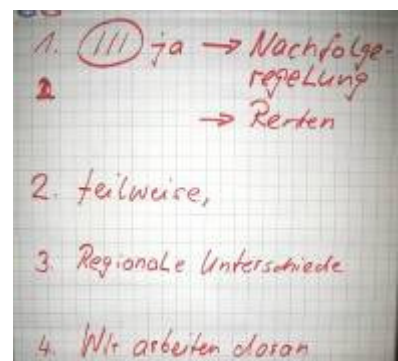 1. III ja → Nachfolge-
regelung
→ Renten
2. teilweise,
3. Regionale Unterschiede
4. Wir arbeiten daran